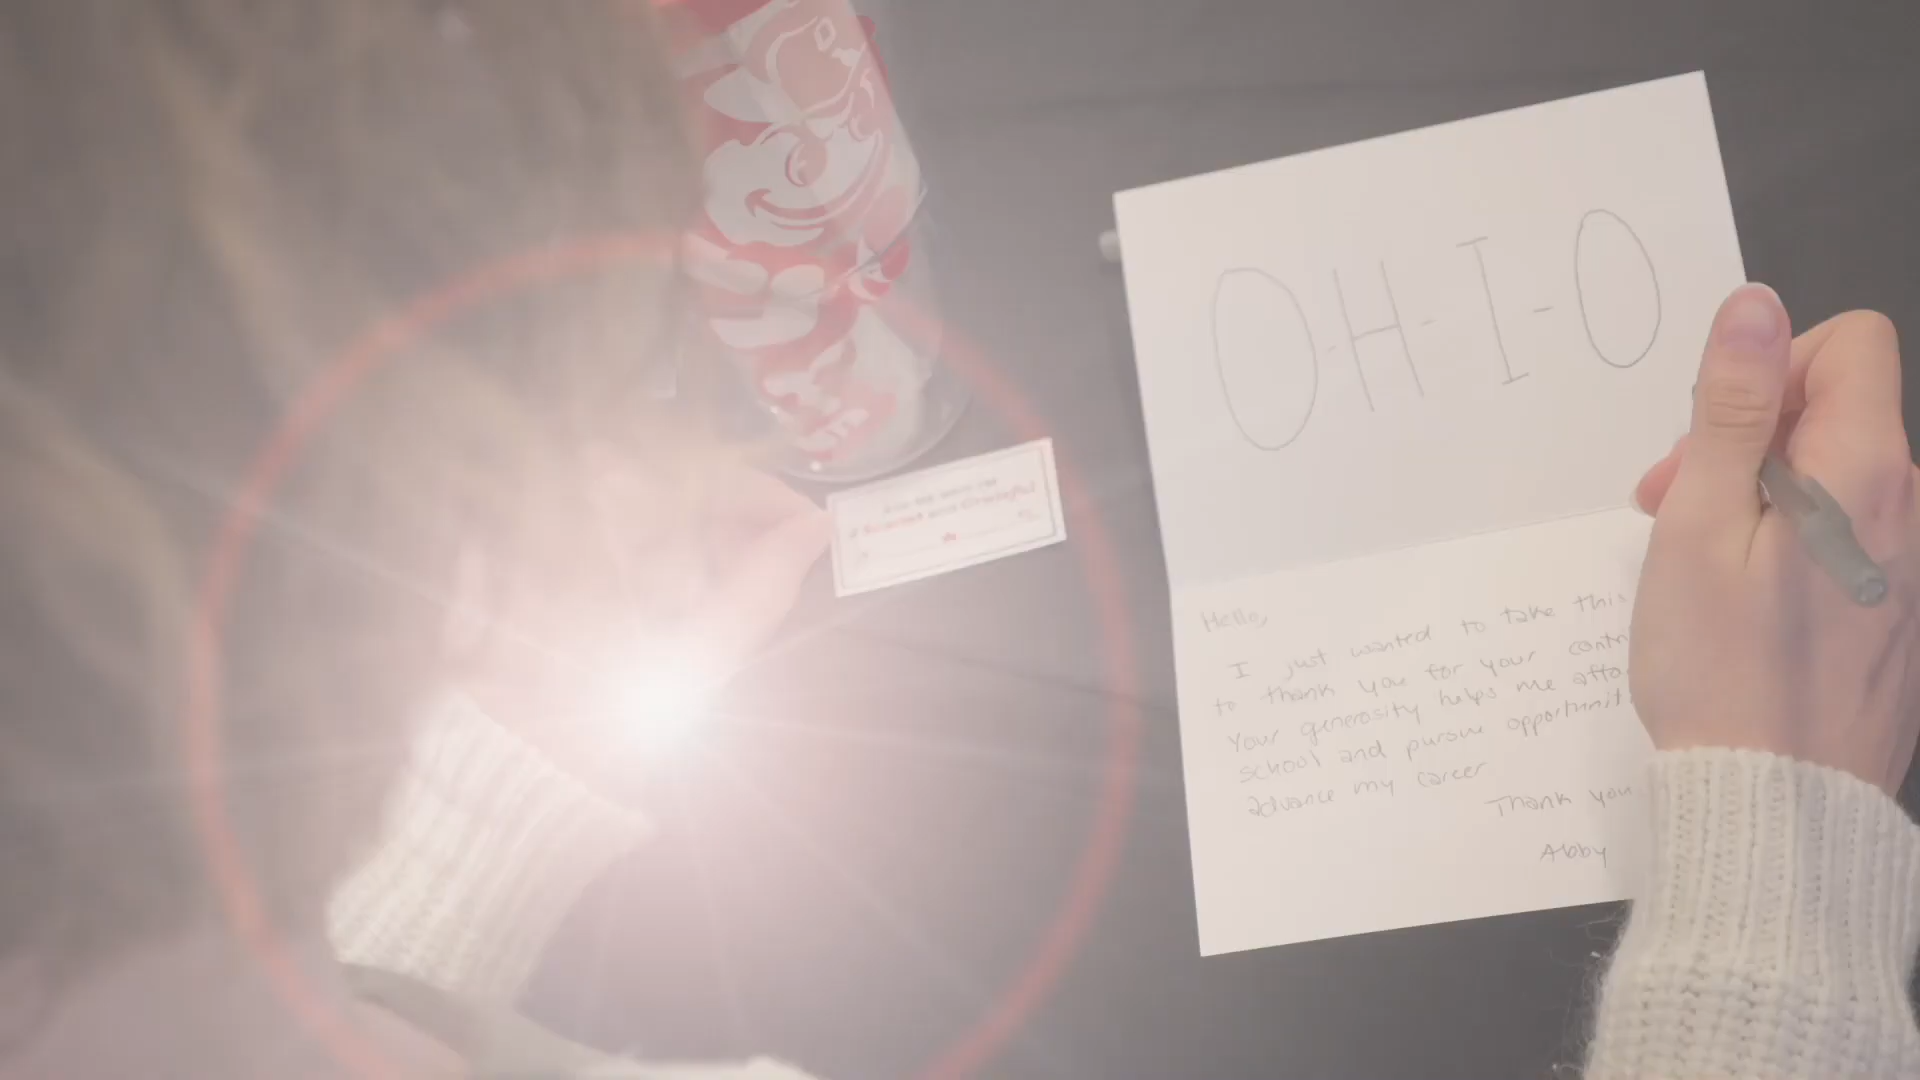 O-H-I-O
Hello,
I just wanted to take this
to thank you for your
Your generosity helps me
school and pursue
advance my career
Thank you
Abby